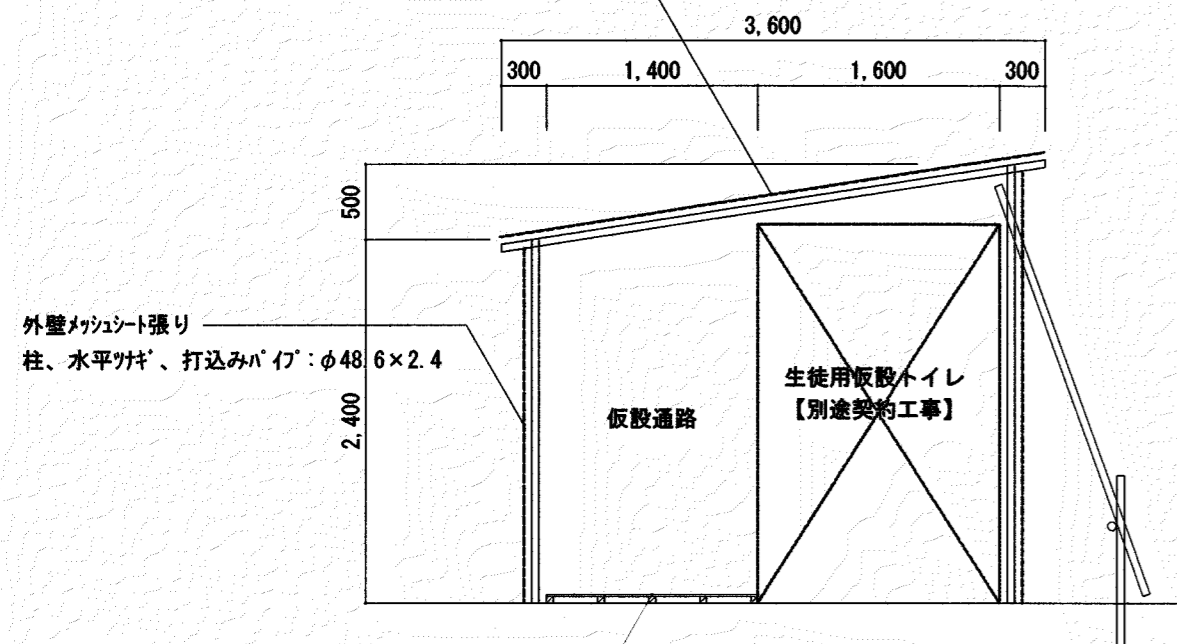 3,600
300 1,400 1,600 300
500
外壁ﾒｯｼｭｼｰﾄ張り
柱、水平ﾂﾅｷﾞ、打込みﾊﾟｲﾌﾟ：φ48.6×2.4
2,400
仮設通路
生徒用仮設トイレ
【別途契約工事】